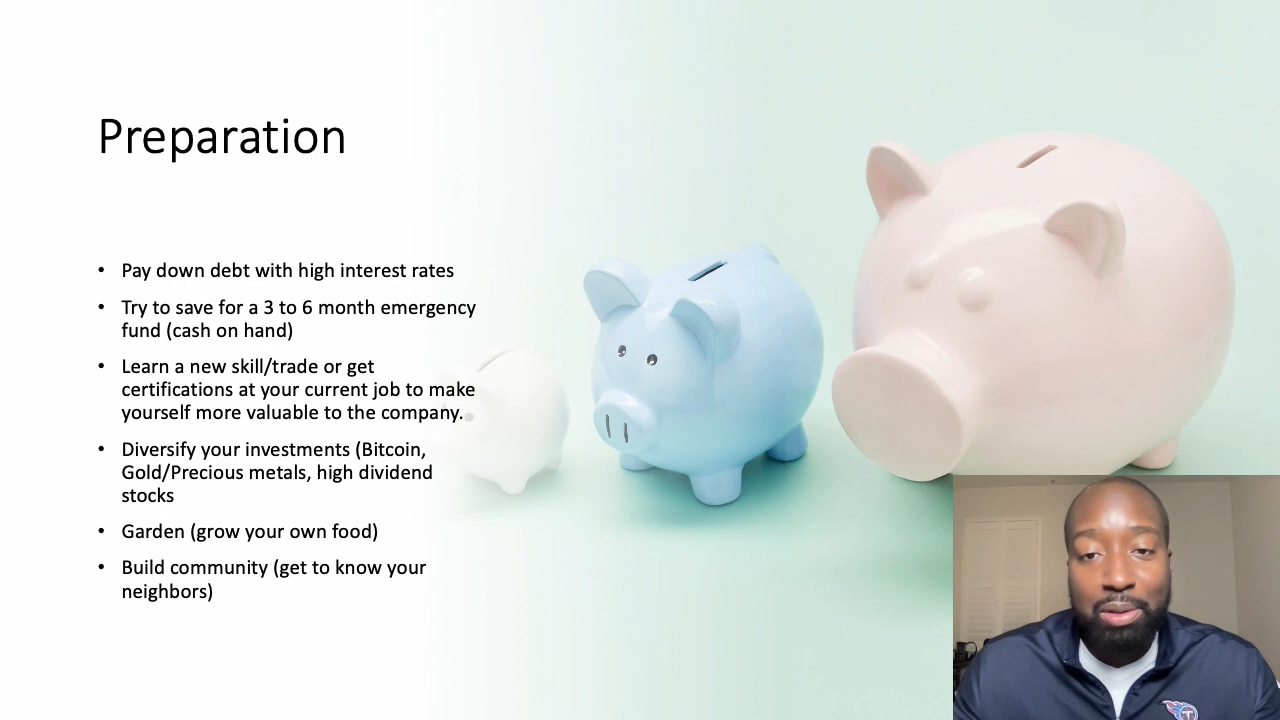 Preparation
• Pay down debt with high interest rates
• Try to save for a 3 to 6 month emergency
fund (cash on hand)
• Learn a new skill/trade or get
certifications at your current job to make
yourself more valuable to the company.
• Diversify your investments (Bitcoin,
Gold/Precious metals, high dividend
stocks
• Garden (grow your own food)
• Build community (get to know your
neighbors)
T